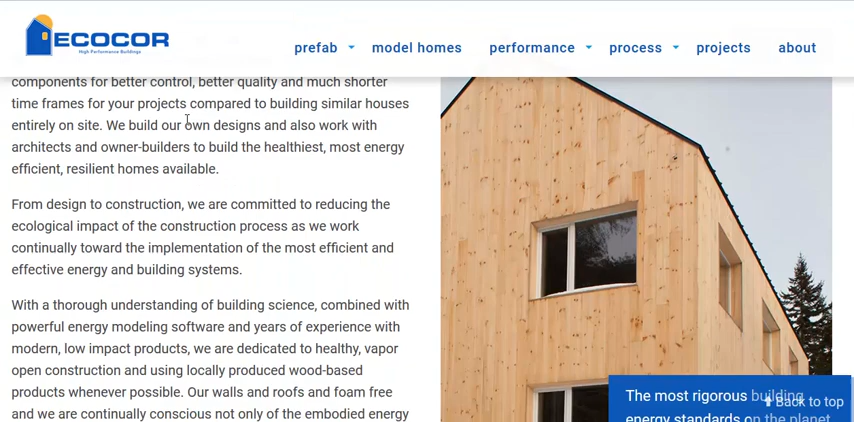 ECOCOR
High Performance Buildings
prefab model homes performance process projects about
components for better control, better quality and much shorter
time frames for your projects compared to building similar houses
entirely on site. We build our own designs and also work with
architects and owner-builders to build the healthiest, most energy
efficient, resilient homes available.
From design to construction, we are committed to reducing the
ecological impact of the construction process as we work
continually toward the implementation of the most efficient and
effective energy and building systems.
With a thorough understanding of building science, combined with
powerful energy modeling software and years of experience with
modern, low impact products, we are dedicated to healthy, vapor
open construction and using locally produced wood-based
products whenever possible. Our walls and roofs and foam free
and we are continually conscious not only of the embodied energy
The most rigorous building
energy standards on the planet
Back to top